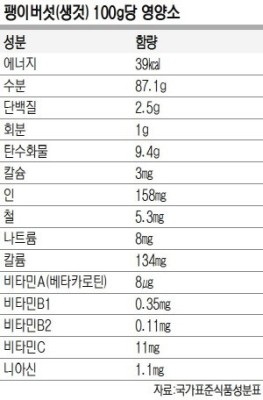 팽이버섯(생것) 100g당 영양소
성분 함량
에너지 39㎉
수분 87.1g
단백질 2.5g
회분 1g
탄수화물 9.4g
칼슘 3㎎
인 158㎎
철 5.3㎎
나트륨 8㎎
칼륨 134㎎
비타민A(베타카로틴) 8㎍
비타민B1 0.35㎎
비타민B2 0.11㎎
비타민C 11㎎
니아신 1.1㎎
자료:국가표준식품성분표